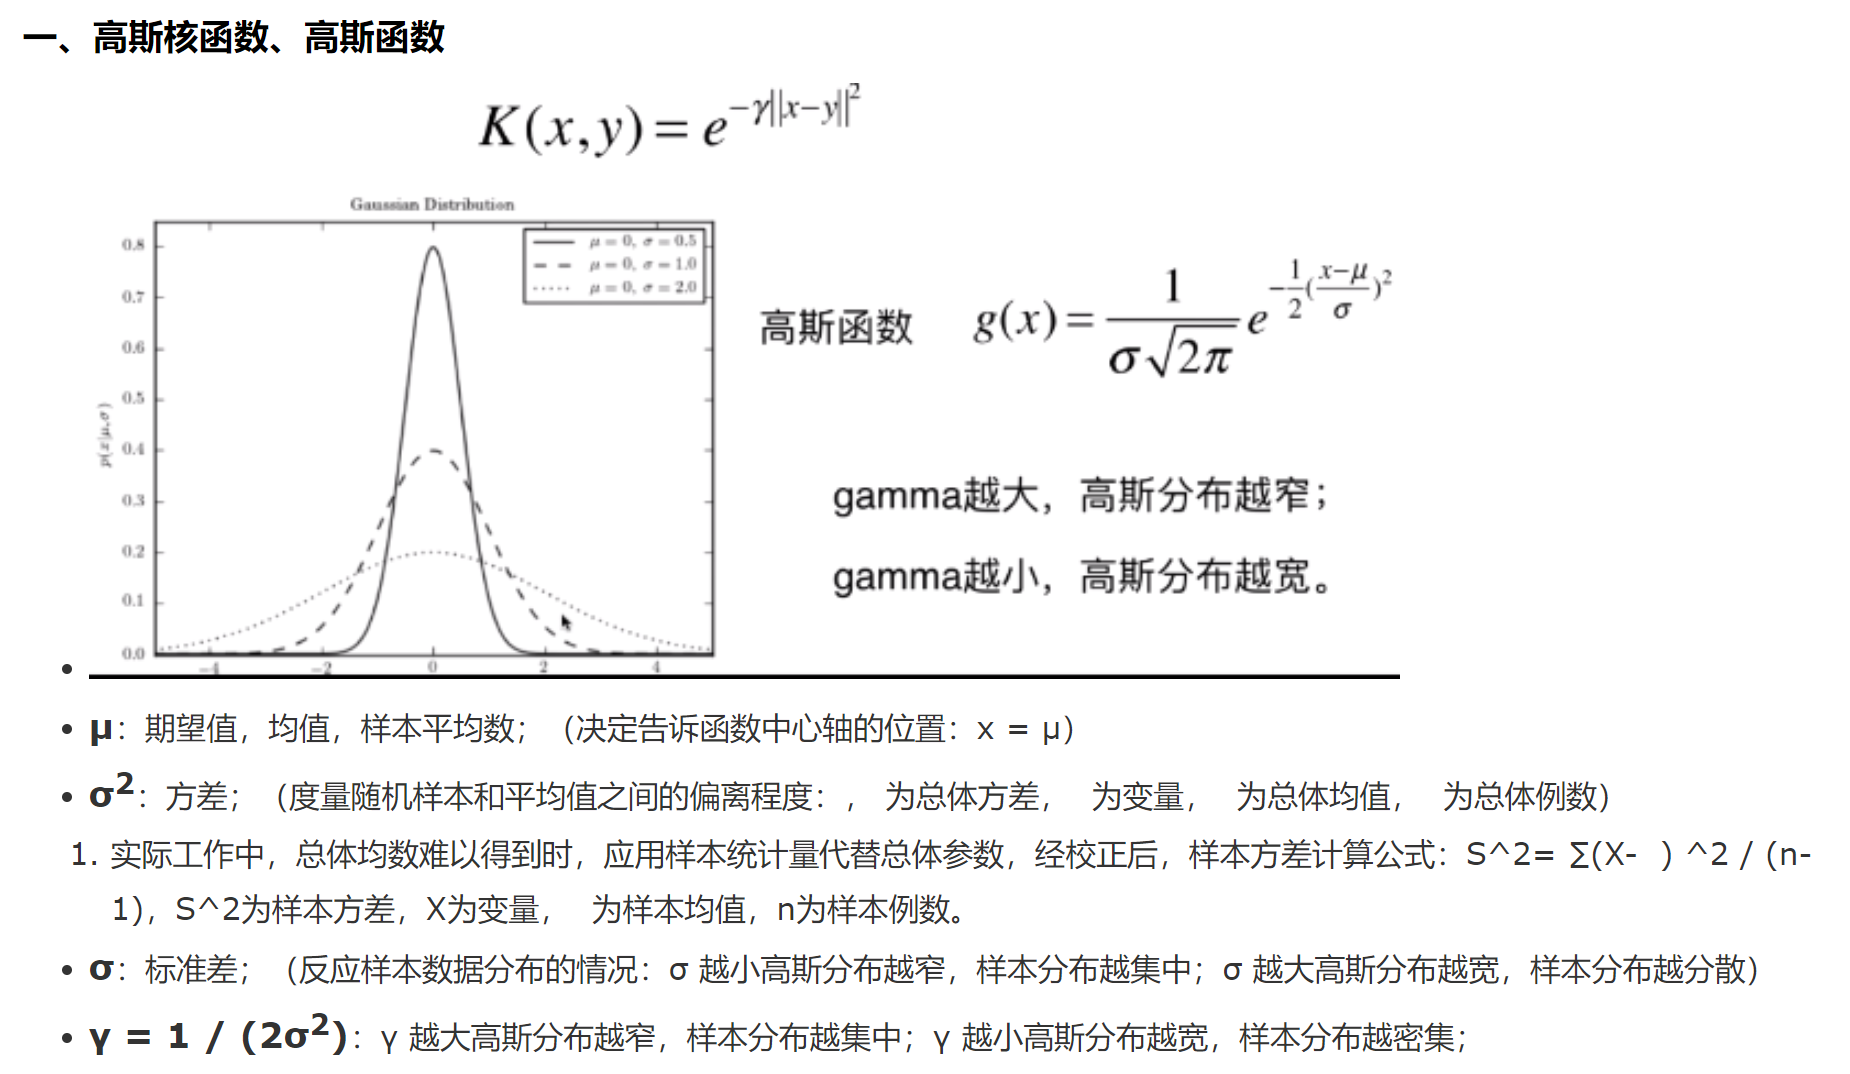 一、高斯核函数、高斯函数
K(x,y) = e^{-γ||x-y||^2}
Gaussian Distribution
μ = 0, σ = 0.5
μ = 0, σ = 1.0
μ = 0, σ = 2.0
0.8
0.7
0.6
0.5
0.4
0.3
0.2
0.1
0.0
p(x|μ,σ)
-4 -2 0 2 4
高斯函数 g(x) = \frac{1}{σ\sqrt{2π}} e^{-\frac{1}{2}(\frac{x-μ}{σ})^2}
gamma越大，高斯分布越窄；
gamma越小，高斯分布越宽。
• μ：期望值，均值，样本平均数；（决定告诉函数中心轴的位置：x = μ）
• σ²：方差；（度量随机样本和平均值之间的偏离程度：， 为总体方差， 为变量， 为总体均值， 为总体例数）
1. 实际工作中，总体均数难以得到时，应用样本统计量代替总体参数，经校正后，样本方差计算公式：S^2= ∑(X- ) ^2 / (n-
1)，S^2为样本方差，X为变量， 为样本均值，n为样本例数。
• σ：标准差；（反应样本数据分布的情况：σ 越小高斯分布越窄，样本分布越集中；σ 越大高斯分布越宽，样本分布越分散）
• γ = 1 / (2σ²)：γ 越大高斯分布越窄，样本分布越集中；γ 越小高斯分布越宽，样本分布越密集；